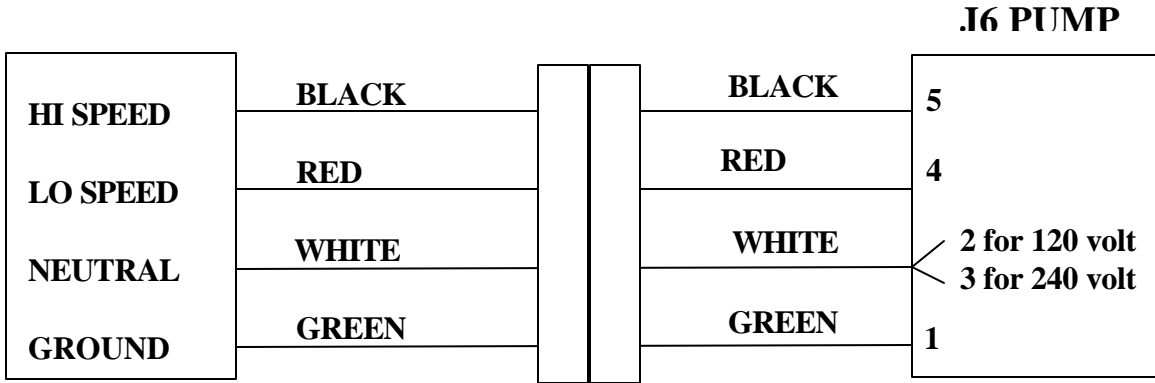 J6 PUMP
HI SPEED
BLACK
BLACK
5
LO SPEED
RED
RED
4
NEUTRAL
WHITE
WHITE
2 for 120 volt
3 for 240 volt
GROUND
GREEN
GREEN
1